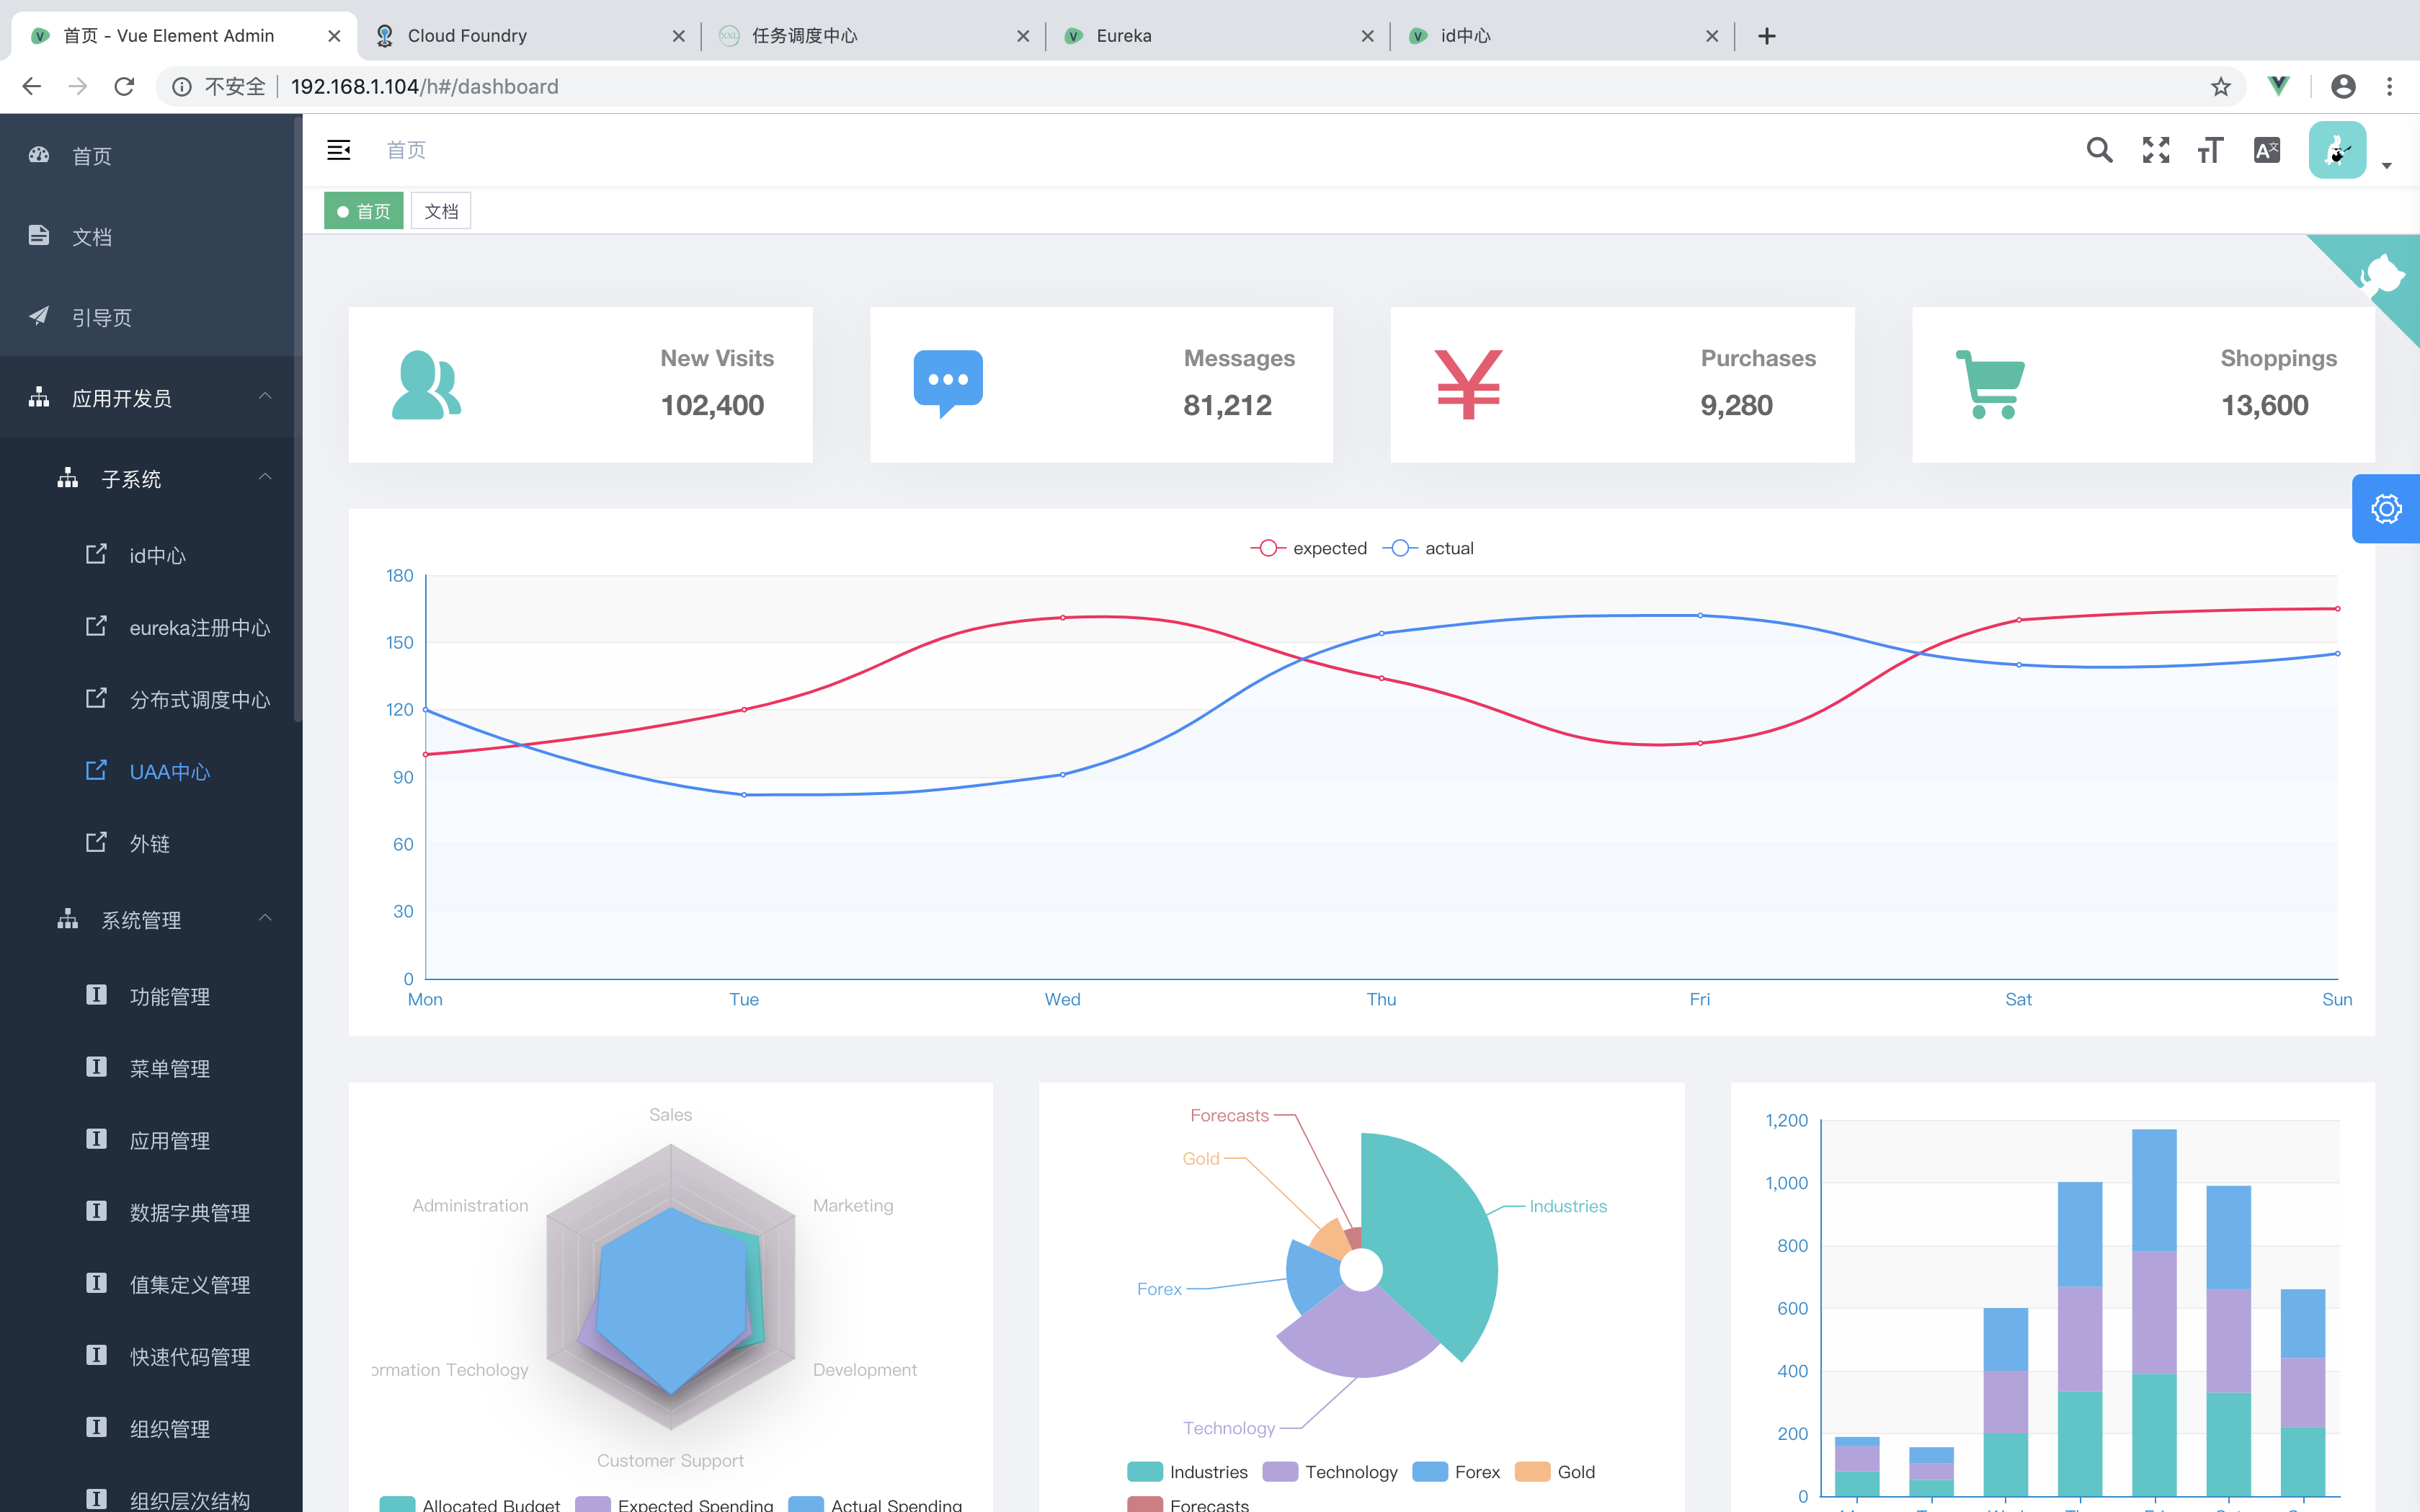 首页 - Vue Element Admin
Cloud Foundry
XXL
任务调度中心
Eureka
id中心
不安全
192.168.1.104/h#/dashboard
首页
文档
引导页
应用开发员
子系统
id中心
eureka注册中心
分布式调度中心
UAA中心
外链
系统管理
功能管理
菜单管理
应用管理
数据字典管理
值集定义管理
快速代码管理
组织管理
组织层次结构
首页
首页
文档
New Visits
102,400
Messages
81,212
Purchases
9,280
Shoppings
13,600
expected
actual
180
150
120
90
60
30
0
Mon
Tue
Wed
Thu
Fri
Sat
Sun
Sales
Administration
Marketing
ormation Techology
Development
Customer Support
Allocated Budget
Expected Spending
Actual Spending
Forecasts
Gold
Industries
Forex
Technology
Industries
Technology
Forex
Gold
Forecasts
1,200
1,000
800
600
400
200
0